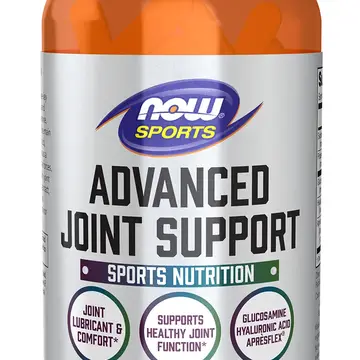 NOW
SPORTS
ADVANCED
JOINT SUPPORT
SPORTS NUTRITION
JOINT
LUBRICANT &
COMFORT*
SUPPORTS
HEALTHY JOINT
FUNCTION*
GLUCOSAMINE
HYALURONIC ACID
APRESFLEX®